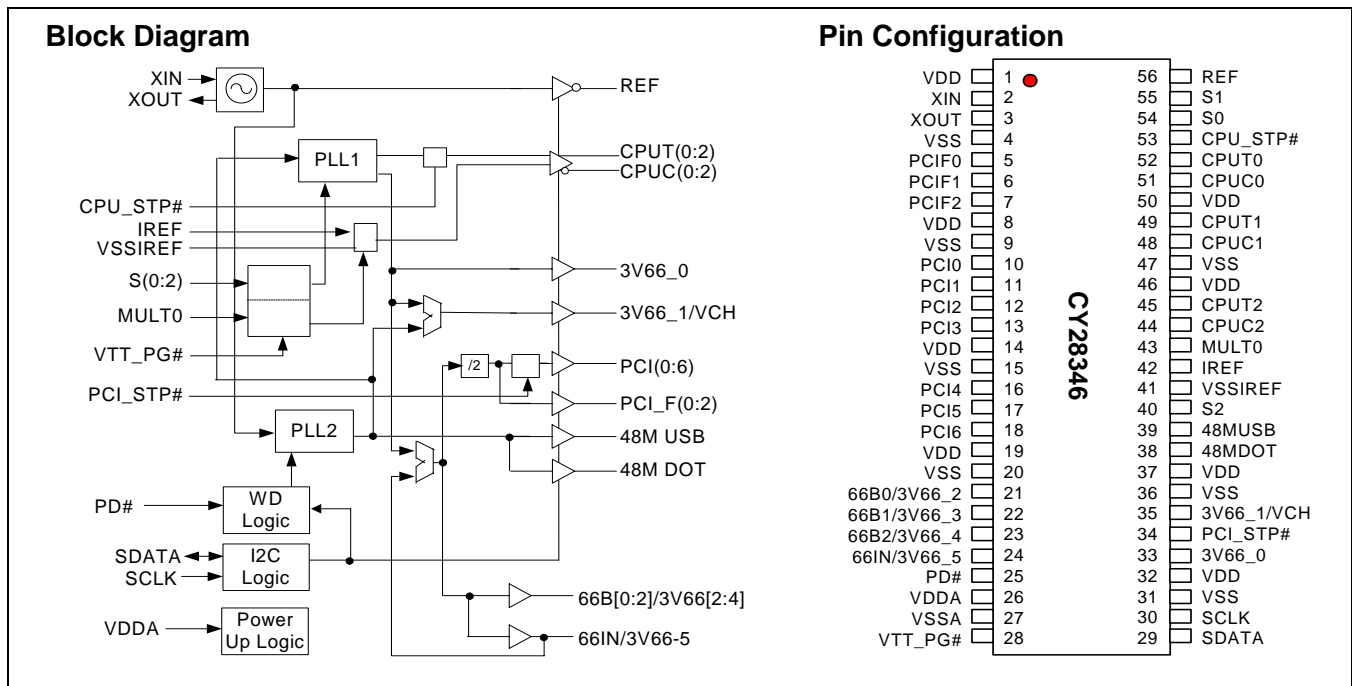 Block Diagram
XIN
XOUT
REF
PLL1
CPUT(0:2)
CPUC(0:2)
CPU_STP#
IREF
VSSIREF
S(0:2)
3V66_0
MULT0
3V66_1/VCH
VTT_PG#
/2
PCI(0:6)
PCI_STP#
PCI_F(0:2)
PLL2
48M USB
48M DOT
PD#
WD
Logic
SDATA
SCLK
I2C
Logic
66B[0:2]/3V66[2:4]
VDDA
Power
Up Logic
66IN/3V66-5
Pin Configuration
VDD 1 56 REF
XIN 2 55 S1
XOUT 3 54 S0
VSS 4 53 CPU_STP#
PCIF0 5 52 CPUT0
PCIF1 6 51 CPUC0
PCIF2 7 50 VDD
VDD 8 49 CPUT1
VSS 9 48 CPUC1
PCI0 10 47 VSS
PCI1 11 46 VDD
PCI2 12 45 CPUT2
PCI3 13 44 CPUC2
VDD 14 43 MULT0
VSS 15 42 IREF
PCI4 16 41 VSSIREF
PCI5 17 40 S2
PCI6 18 39 48MUSB
VDD 19 38 48MDOT
VSS 20 37 VDD
66B0/3V66_2 21 36 VSS
66B1/3V66_3 22 35 3V66_1/VCH
66B2/3V66_4 23 34 PCI_STP#
66IN/3V66_5 24 33 3V66_0
PD# 25 32 VDD
VDDA 26 31 VSS
VSSA 27 30 SCLK
VTT_PG# 28 29 SDATA
CY28346